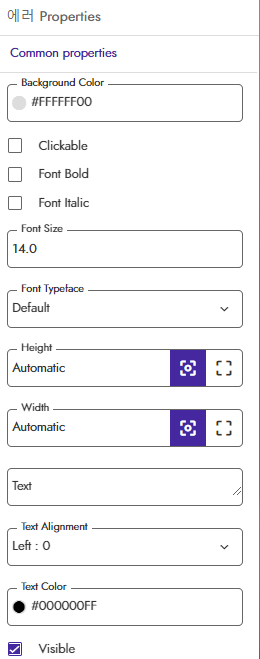 에러 Properties
Common properties
Background Color
#FFFFFF00
Clickable
Font Bold
Font Italic
Font Size
14.0
Font Typeface
Default
Height
Automatic
Width
Automatic
Text
Text Alignment
Left : 0
Text Color
#000000FF
Visible